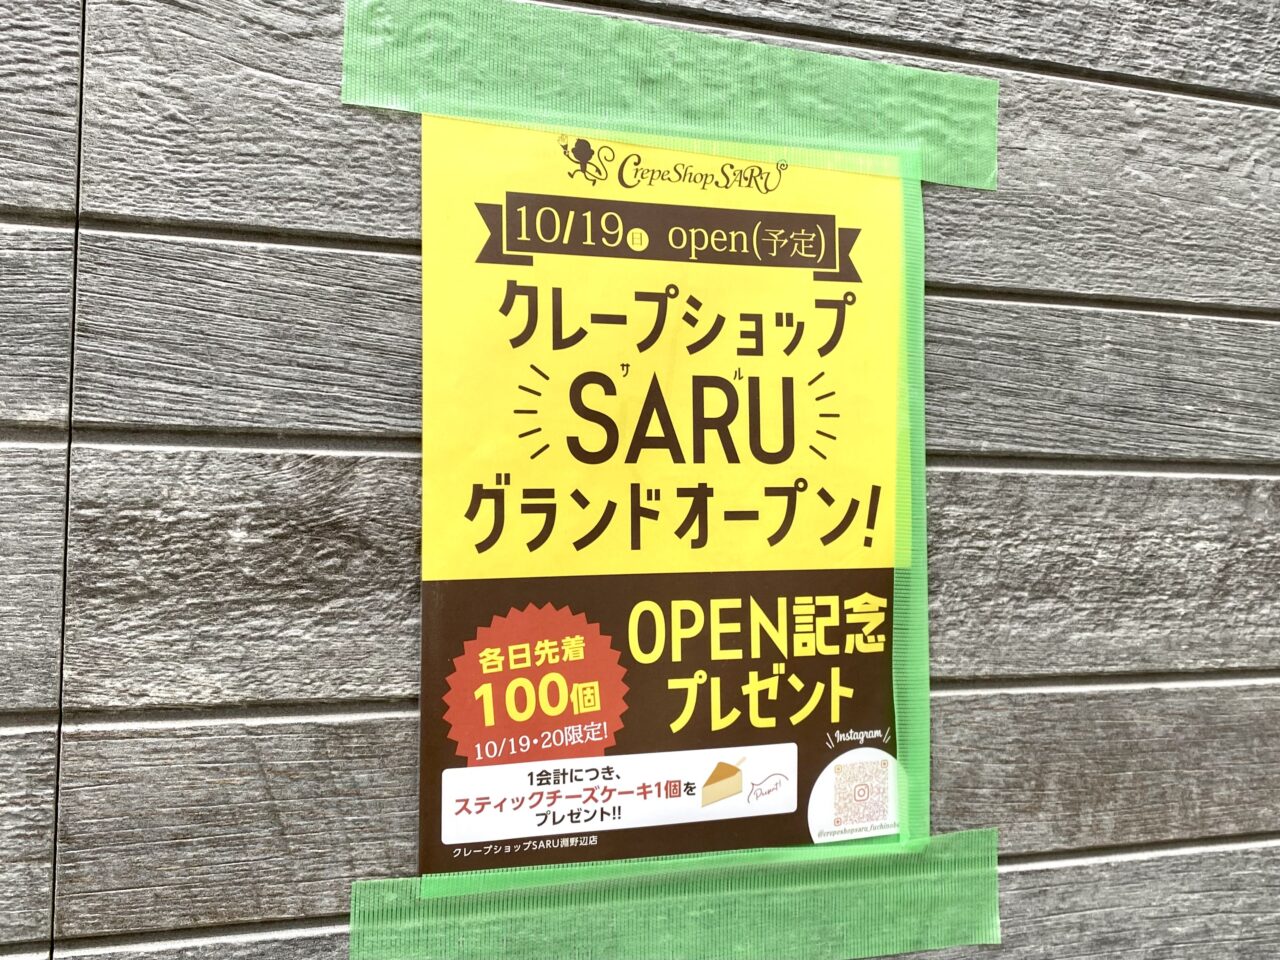 CrepeShop SARU
10/19㊐ open(予定)
クレープショップ
サル
SARU
グランドオープン!
OPEN記念
プレゼント
各日先着
100個
10/19・20限定!
1会計につき、
スティックチーズケーキ1個を
プレゼント!!
Present!
Instagram
クレープショップSARU淵野辺店